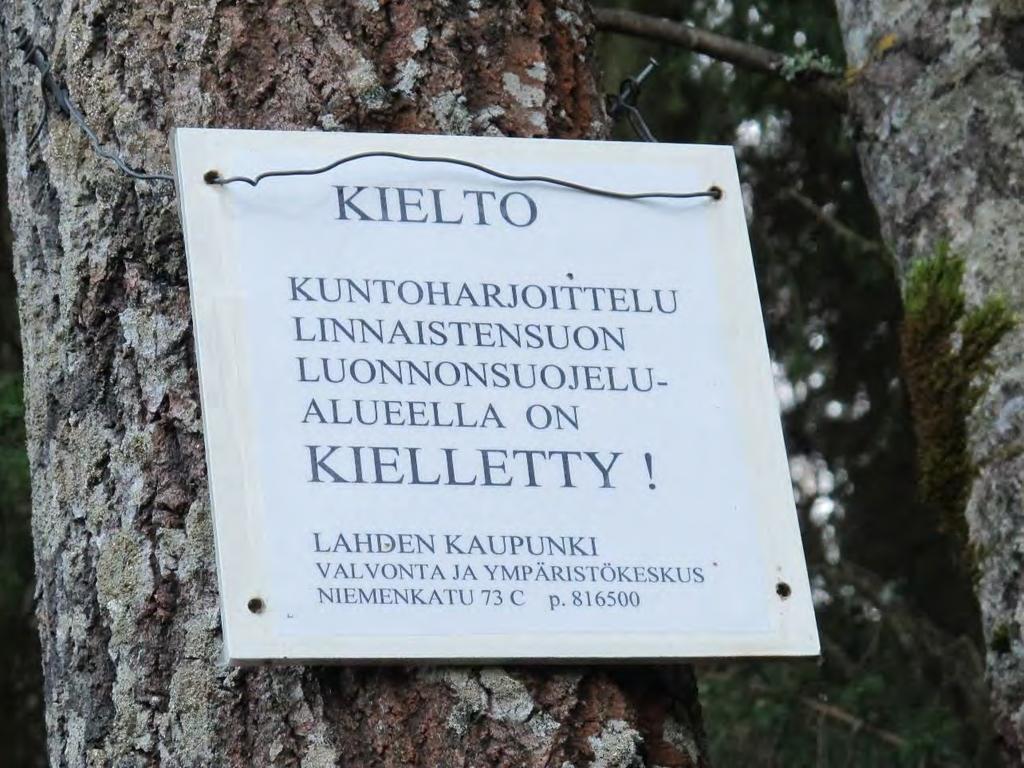 KIELTO
KUNTOHARJOITTELU
LINNAISTENSUON
LUONNONSUOJELU-
ALUEELLA ON
KIELLETTY !
LAHDEN KAUPUNKI
VALVONTA JA YMPÄRISTÖKESKUS
NIEMENKATU 73 C p. 816500